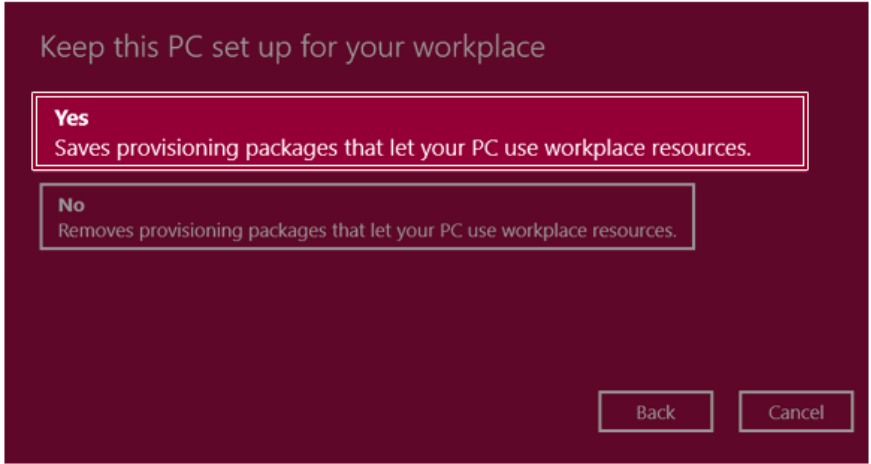 Keep this PC set up for your workplace
Yes
Saves provisioning packages that let your PC use workplace resources.
No
Removes provisioning packages that let your PC use workplace resources.
Back
Cancel